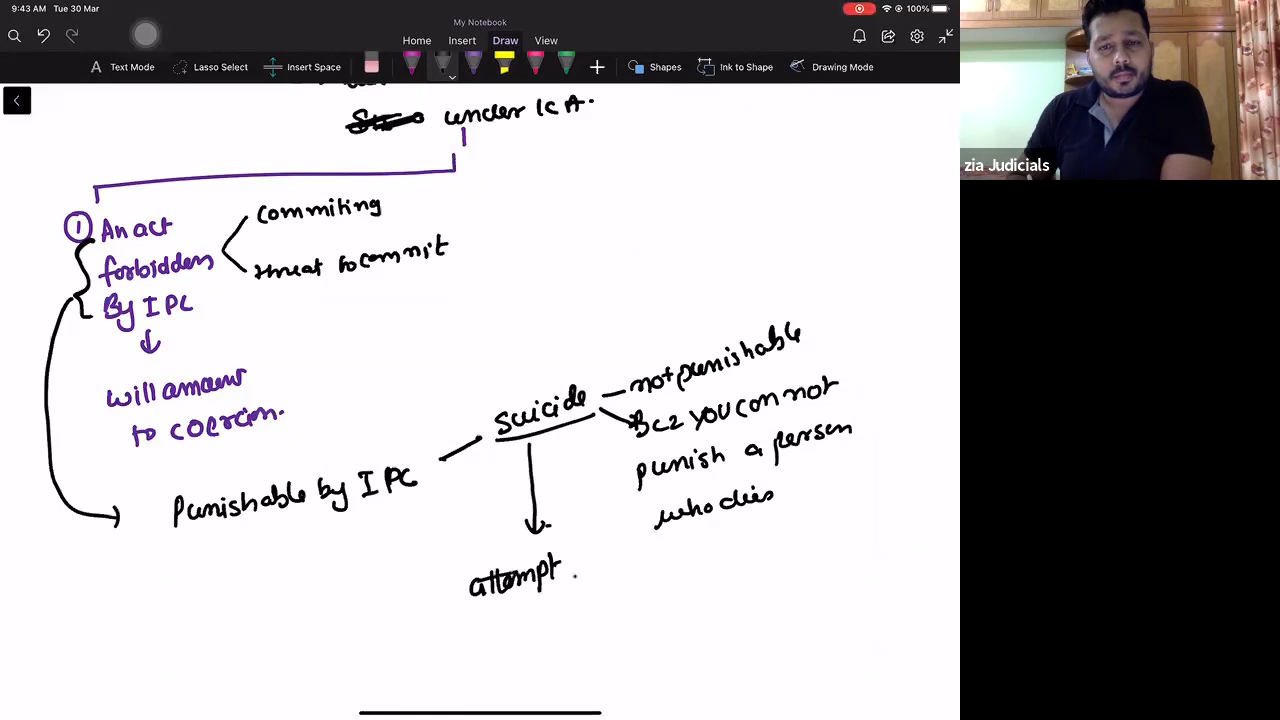 9:43 AM Tue 30 Mar
100%
My Notebook
Home Insert Draw View
Text Mode Lasso Select Insert Space Shapes Ink to Shape Drawing Mode
under ICA.
zia Judicials
① An act
forbidden
By IPC
Commiting
threat to commit
will amount
to coercion.
Punishable by IPC
suicide
not punishable
Bcz you can not
punish a person
who dies
attempt